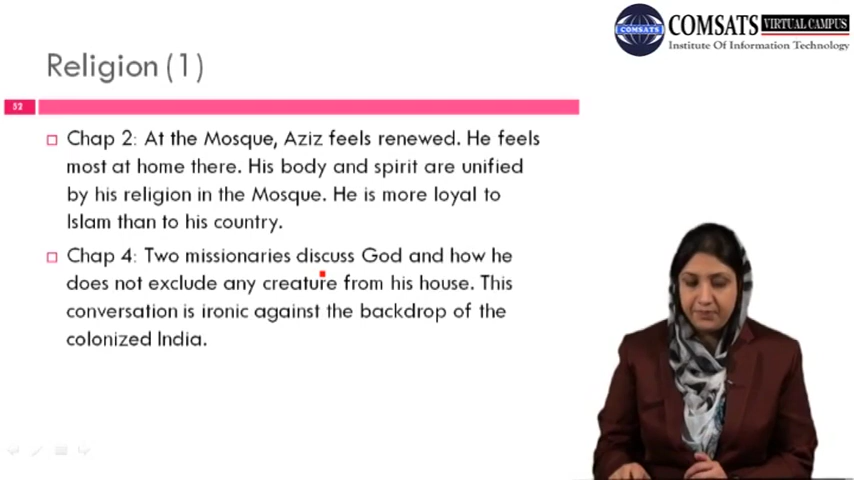 COMSATS
COMSATS VIRTUAL CAMPUS
Institute Of Information Technology
Religion (1)
52
Chap 2: At the Mosque, Aziz feels renewed. He feels
most at home there. His body and spirit are unified
by his religion in the Mosque. He is more loyal to
Islam than to his country.
Chap 4: Two missionaries discuss God and how he
does not exclude any creature from his house. This
conversation is ironic against the backdrop of the
colonized India.